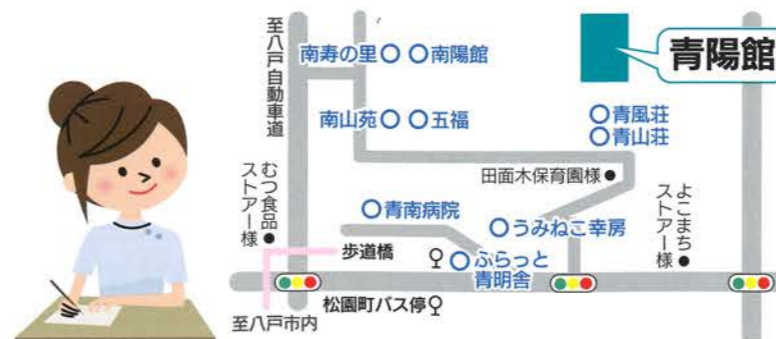 至八戸自動車道
南寿の里
南陽館
青陽館
南山苑
五福
青風荘
青山荘
田面木保育園様
むつ食品
ストアー様
青南病院
うみねこ幸房
よこまち
ストアー様
歩道橋
ふらっと
青明舎
松園町バス停
至八戸市内